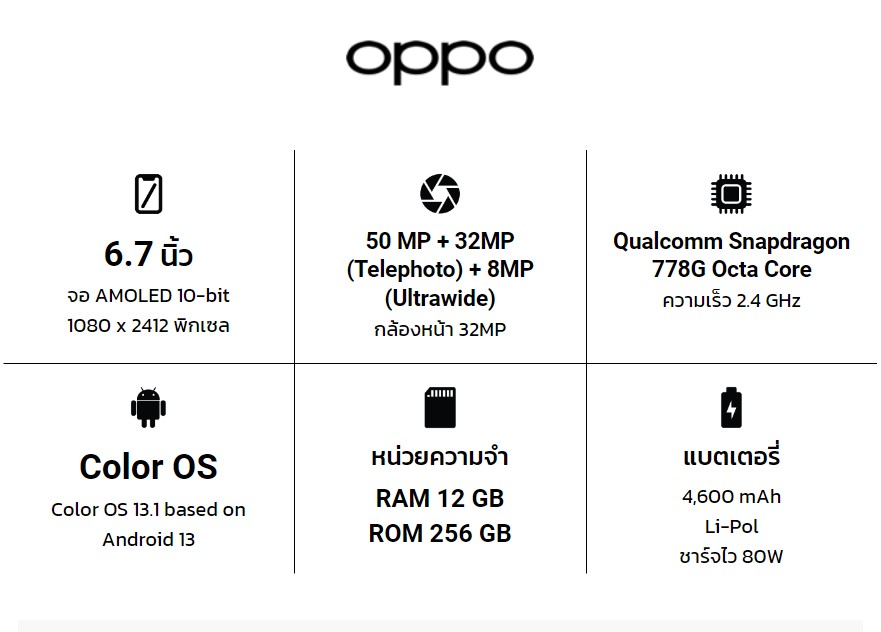 oppo
6.7 นิ้ว
จอ AMOLED 10-bit
1080 x 2412 พิกเซล
50 MP + 32MP
(Telephoto) + 8MP
(Ultrawide)
กล้องหน้า 32MP
Qualcomm Snapdragon
778G Octa Core
ความเร็ว 2.4 GHz
Color OS
Color OS 13.1 based on
Android 13
หน่วยความจำ
RAM 12 GB
ROM 256 GB
แบตเตอรี่
4,600 mAh
Li-Pol
ชาร์จไว 80W